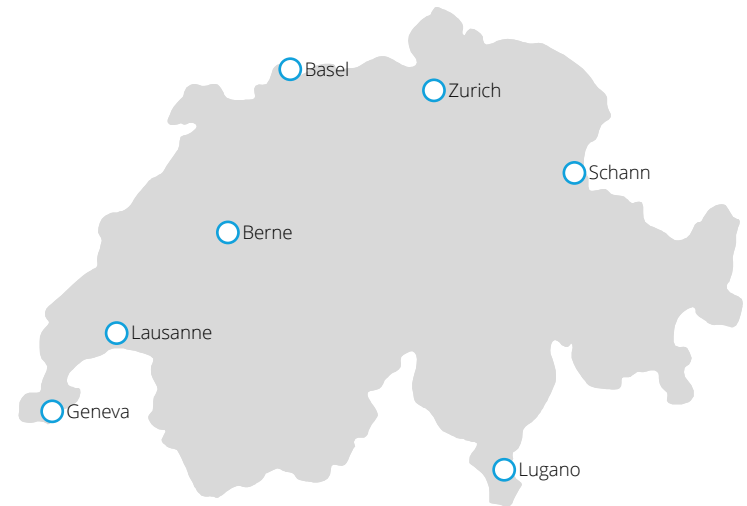 Basel
Zurich
Schann
Berne
Lausanne
Geneva
Lugano